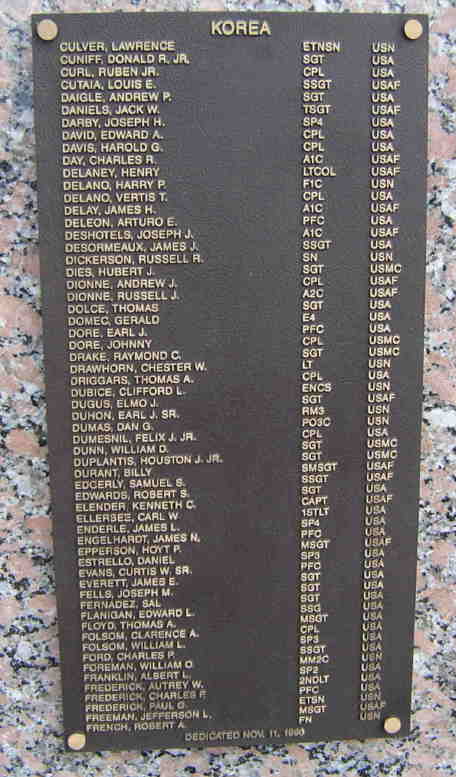 KOREA
CULVER, LAWRENCE ETNSN USN
CUNIFF, DONALD R. JR. SGT USA
CURL, RUBEN JR. CPL USA
CUTAIA, LOUIS E. SSGT USAF
DAIGLE, ANDREW P. SGT USA
DANIELS, JACK W. TSGT USAF
DARBY, JOSEPH H. SP4 USA
DAVID, EDWARD A. CPL USA
DAVIS, HAROLD G. CPL USA
DAY, CHARLES R. A1C USAF
DELANEY, HENRY LTCOL USAF
DELANO, HARRY P. F1C USN
DELANO, VERTIS T. CPL USA
DELAY, JAMES H. A1C USAF
DELEON, ARTURO E. PFC USA
DESHOTELS, JOSEPH J. A1C USAF
DESORMEAUX, JAMES J. SSGT USA
DICKERSON, RUSSELL R. SN USN
DIES, HUBERT J. SGT USMC
DIONNE, ANDREW J. CPL USAF
DIONNE, RUSSELL J. A2C USAF
DOLCE, THOMAS SGT USA
DOMEC, GERALD E4 USA
DORE, EARL J. PFC USA
DORE, JOHNNY CPL USMC
DRAKE, RAYMOND C. SGT USMC
DRAWHORN, CHESTER W. LT USN
DRIGGARS, THOMAS A. CPL USA
DUBICE, CLIFFORD L. ENCS USN
DUGUS, ELMO J. SGT USAF
DUHON, EARL J. SR. RM3 USN
DUMAS, DAN G. PO3C USN
DUMESNIL, FELIX J. JR. CPL USA
DUNN, WILLIAM D. SGT USMC
DUPLANTIS, HOUSTON J. JR. SGT USMC
DURANT, BILLY SMSGT USAF
EDGERLY, SAMUEL S. SSGT USAF
EDWARDS, ROBERT S. SGT USA
ELENDER, KENNETH C. CAPT USAF
ELLERSEE, CARL W 1STLT USA
ENDERLE, JAMES L. SP4 USA
ENGELHARDT, JAMES N. PFC USA
EPPERSON, HOYT P. MSGT USAF
ESTRELLO, DANIEL SP3 USA
EVANS, CURTIS W. SR. PFC USA
EVERETT, JAMES E. SGT USA
FELLS, JOSEPH M. SGT USA
FERNADEZ, SAL SGT USA
FLANIGAN, EDWARD L. SSG USA
FLOYD, THOMAS A. MSGT USA
FOLSOM, CLARENCE A. CPL USA
FOLSOM, WILLIAM L. SP3 USA
FORD, CHARLES P. SSGT USA
FOREMAN, WILLIAM O. MM2C USN
FRANKLIN, ALBERT L. SP2 USA
FREDERICK, AUTREY W. 2NDLT USA
FREDERICK, CHARLES F. PFC USA
FREDERICK, PAUL G. ETSN USN
FREEMAN, JEFFERSON L. MSGT USAF
FRENCH, ROBERT A. FN USN
DEDICATED NOV. 11, 1990